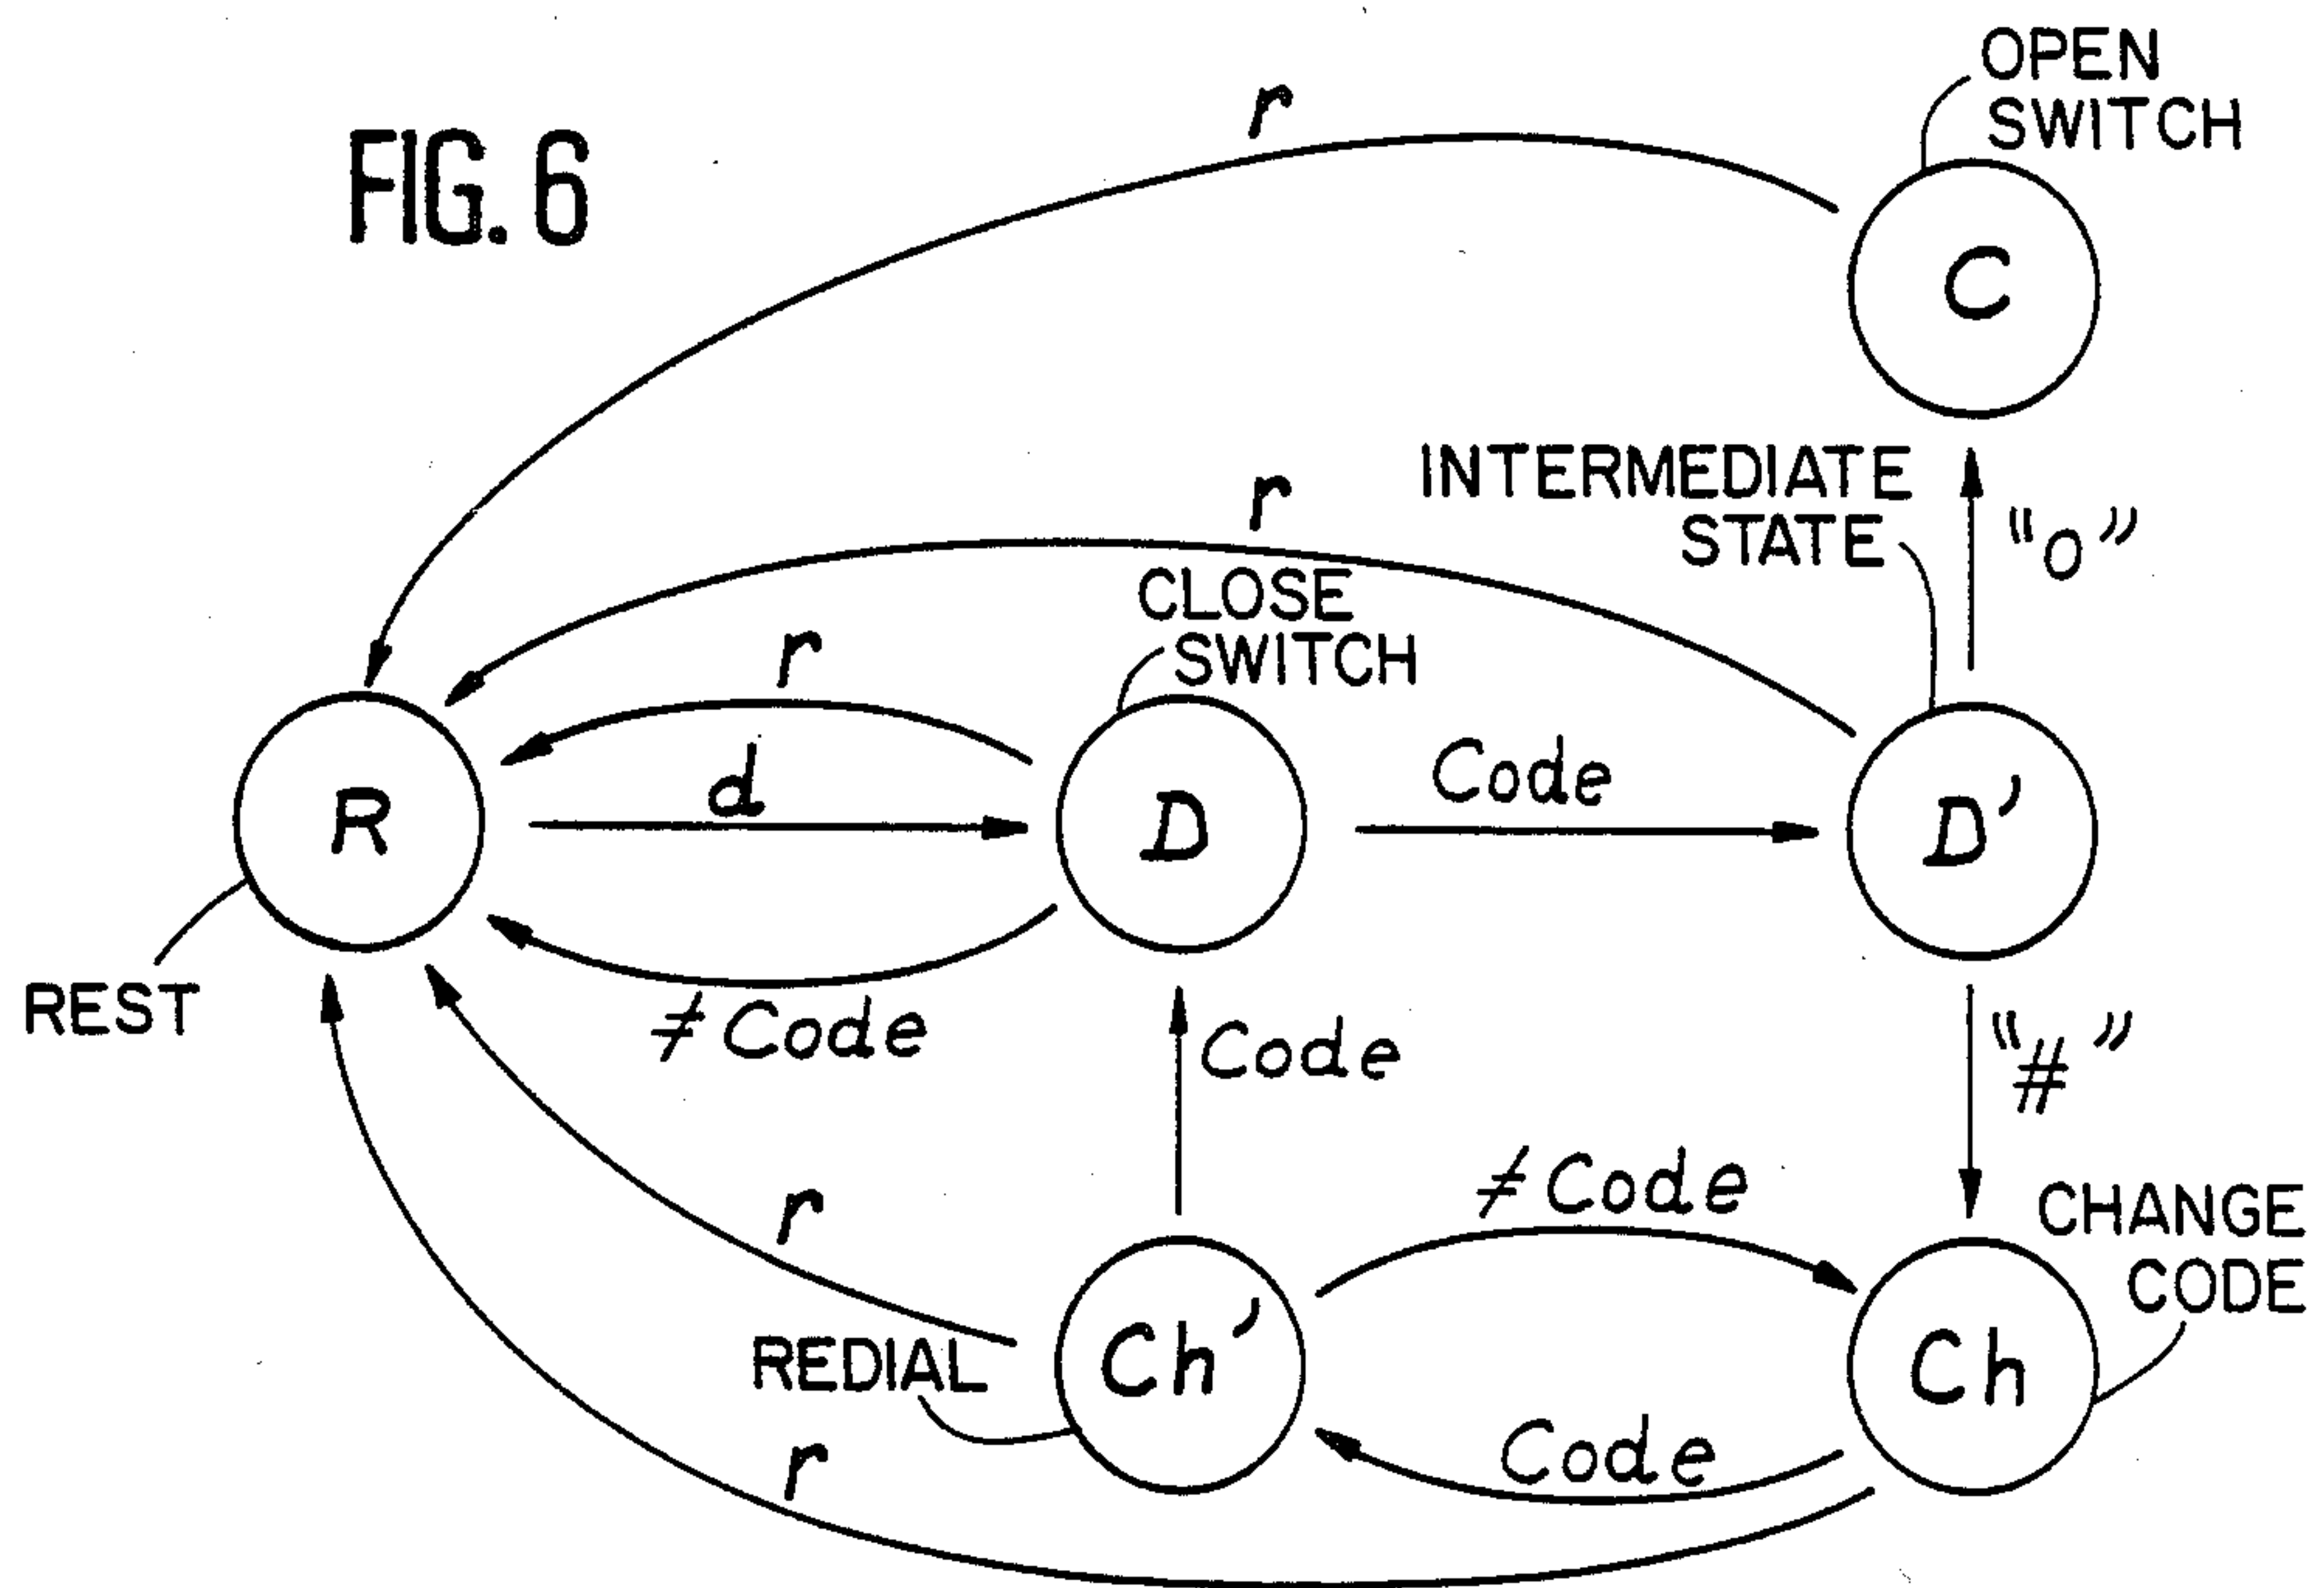 FIG. 6
OPEN
SWITCH
r
C
INTERMEDIATE
STATE
"o"
r
CLOSE
SWITCH
r
R
d
D
Code
D'
REST
≠Code
Code
"#"
r
≠Code
CHANGE
CODE
REDIAL
Ch'
Ch
Code
r